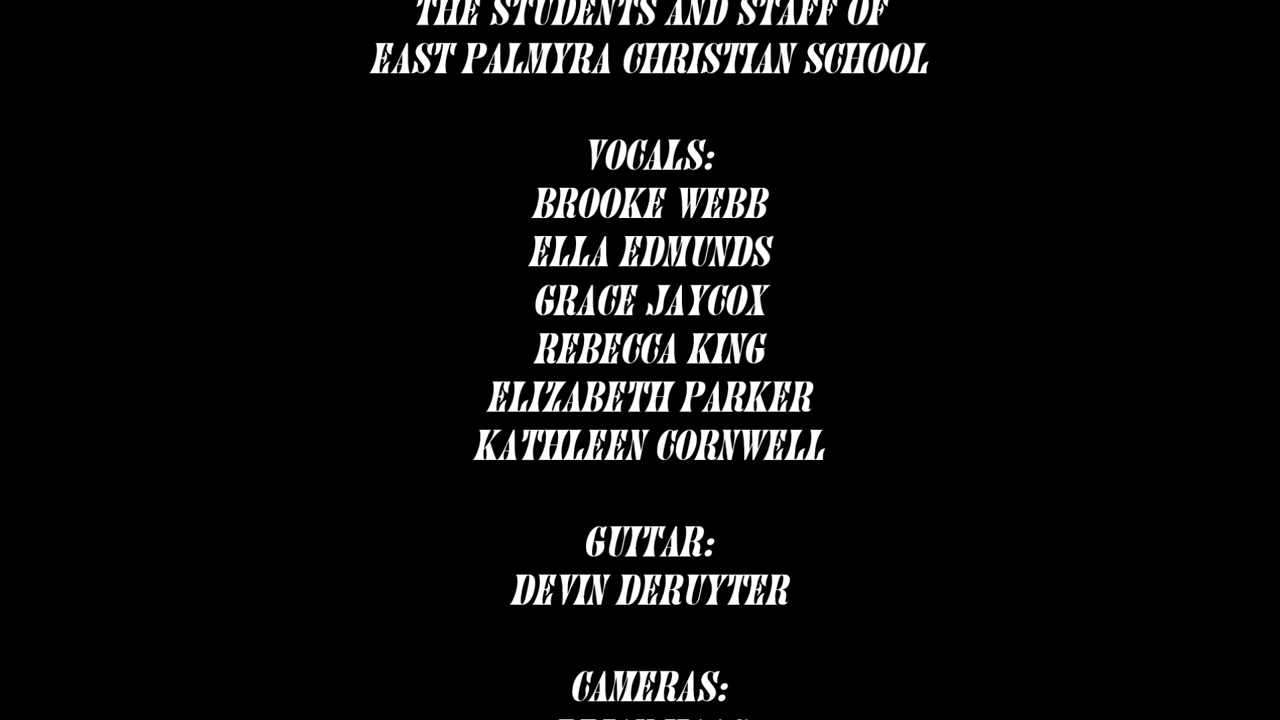 THE STUDENTS AND STAFF OF
EAST PALMYRA CHRISTIAN SCHOOL
VOCALS:
BROOKE WEBB
ELLA EDMUNDS
GRACE JAYCOX
REBECCA KING
ELIZABETH PARKER
KATHLEEN CORNWELL
GUITAR:
DEVIN DERUYTER
CAMERAS: